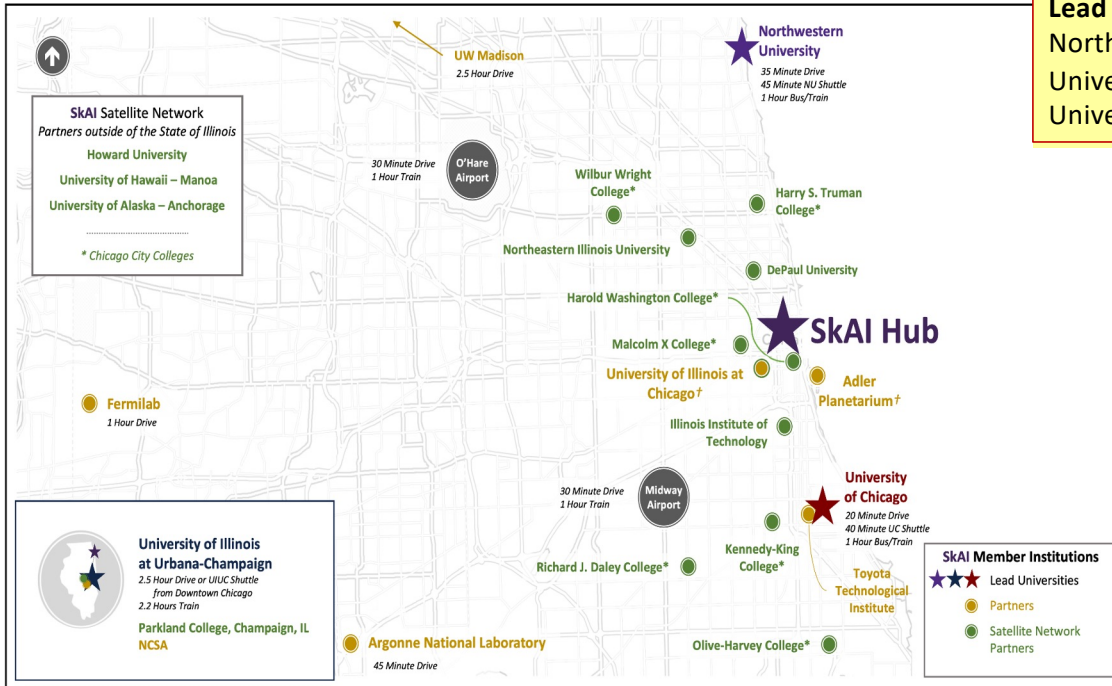 Lead
North
Unive
Unive
Northwestern
University
35 Minute Drive
45 Minute NU Shuttle
1 Hour Bus/Train
UW Madison
2.5 Hour Drive
SkAI Satellite Network
Partners outside of the State of Illinois
Howard University
University of Hawaii – Manoa
University of Alaska – Anchorage
* Chicago City Colleges
30 Minute Drive
1 Hour Train
O'Hare
Airport
Wilbur Wright
College*
Harry S. Truman
College*
Northeastern Illinois University
DePaul University
Harold Washington College*
SkAI Hub
Malcolm X College*
University of Illinois at
Chicago†
Adler
Planetarium†
Fermilab
1 Hour Drive
Illinois Institute of
Technology
30 Minute Drive
1 Hour Train
Midway
Airport
University
of Chicago
20 Minute Drive
40 Minute UC Shuttle
1 Hour Bus/Train
Kennedy-King
College*
Richard J. Daley College*
Toyota
Technological
Institute
University of Illinois
at Urbana-Champaign
2.5 Hour Drive or UIUC Shuttle
from Downtown Chicago
2.2 Hours Train
Parkland College, Champaign, IL
NCSA
Argonne National Laboratory
45 Minute Drive
Olive-Harvey College*
SkAI Member Institutions
Lead Universities
Partners
Satellite Network
Partners